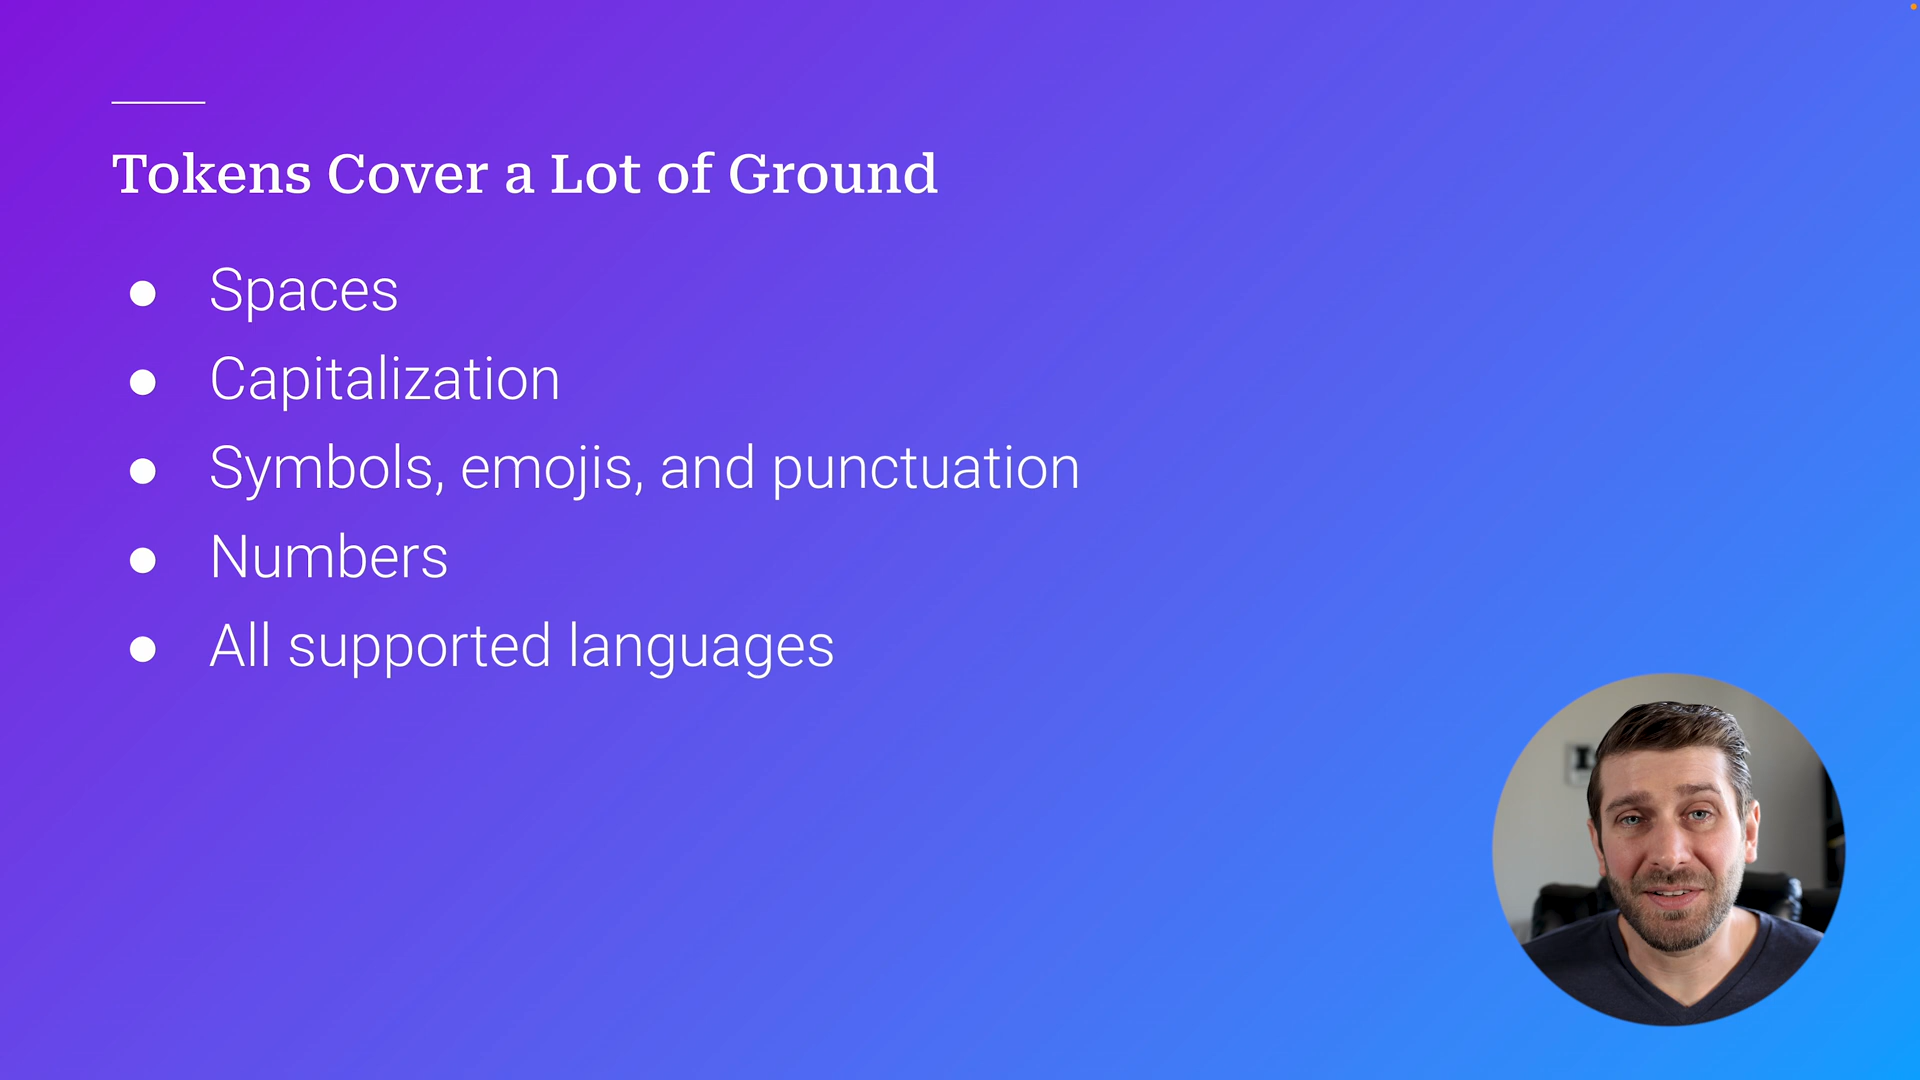 Tokens Cover a Lot of Ground
● Spaces
● Capitalization
● Symbols, emojis, and punctuation
● Numbers
● All supported languages